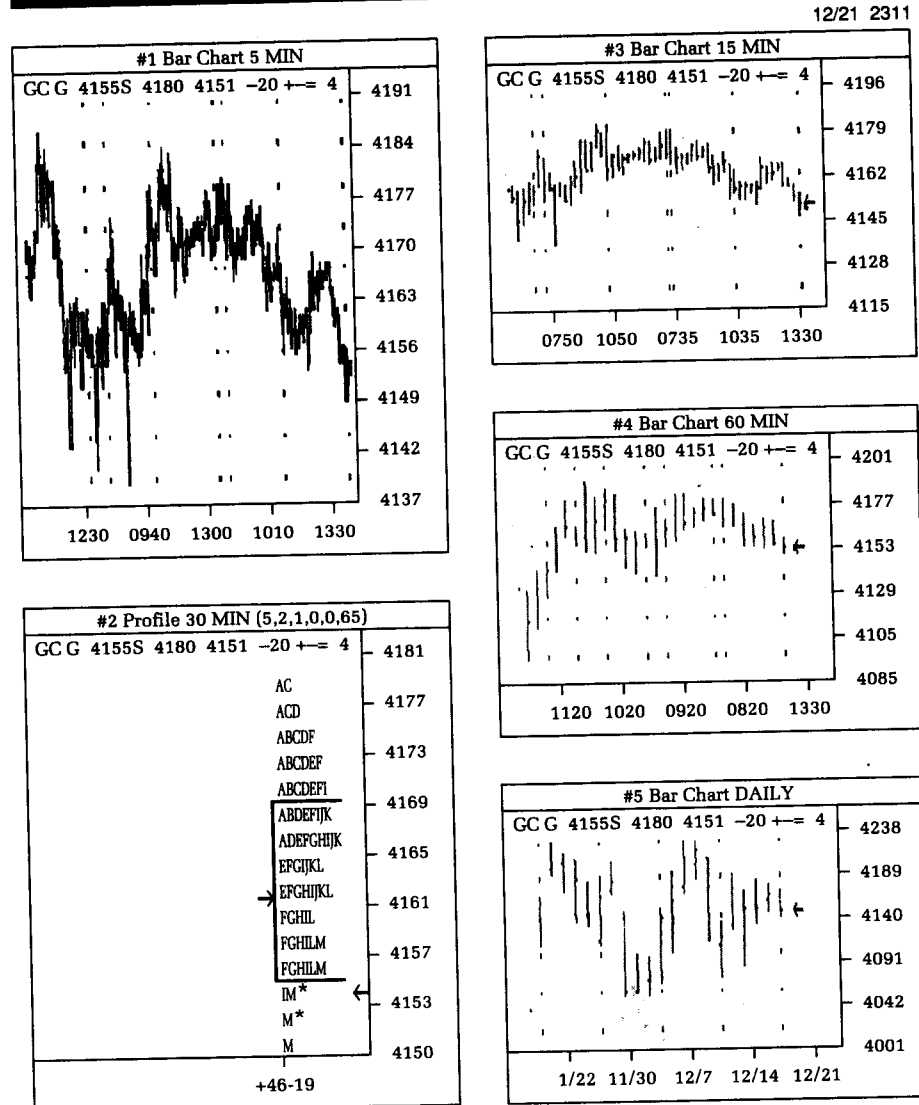 12/21 2311
#1 Bar Chart 5 MIN
GC G 4155S 4180 4151 −20 +−= 4
4191
4184
4177
4170
4163
4156
4149
4142
4137
1230 0940 1300 1010 1330
#2 Profile 30 MIN (5,2,1,0,0,65)
GC G 4155S 4180 4151 −20 +−= 4
4181
AC
4177
ACD
ABCDF
4173
ABCDEF
ABCDEFI
4169
ABDEFIJK
ADEFGHIJK
4165
EFGIJKL
EFGHIJKL
4161
FGHIL
FGHILM
4157
FGHILM
IM*
4153
M*
M
4150
+46-19
#3 Bar Chart 15 MIN
GC G 4155S 4180 4151 −20 +−= 4
4196
4179
4162
4145
4128
4115
0750 1050 0735 1035 1330
#4 Bar Chart 60 MIN
GC G 4155S 4180 4151 −20 +−= 4
4201
4177
4153
4129
4105
4085
1120 1020 0920 0820 1330
#5 Bar Chart DAILY
GC G 4155S 4180 4151 −20 +−= 4
4238
4189
4140
4091
4042
4001
1/22 11/30 12/7 12/14 12/21